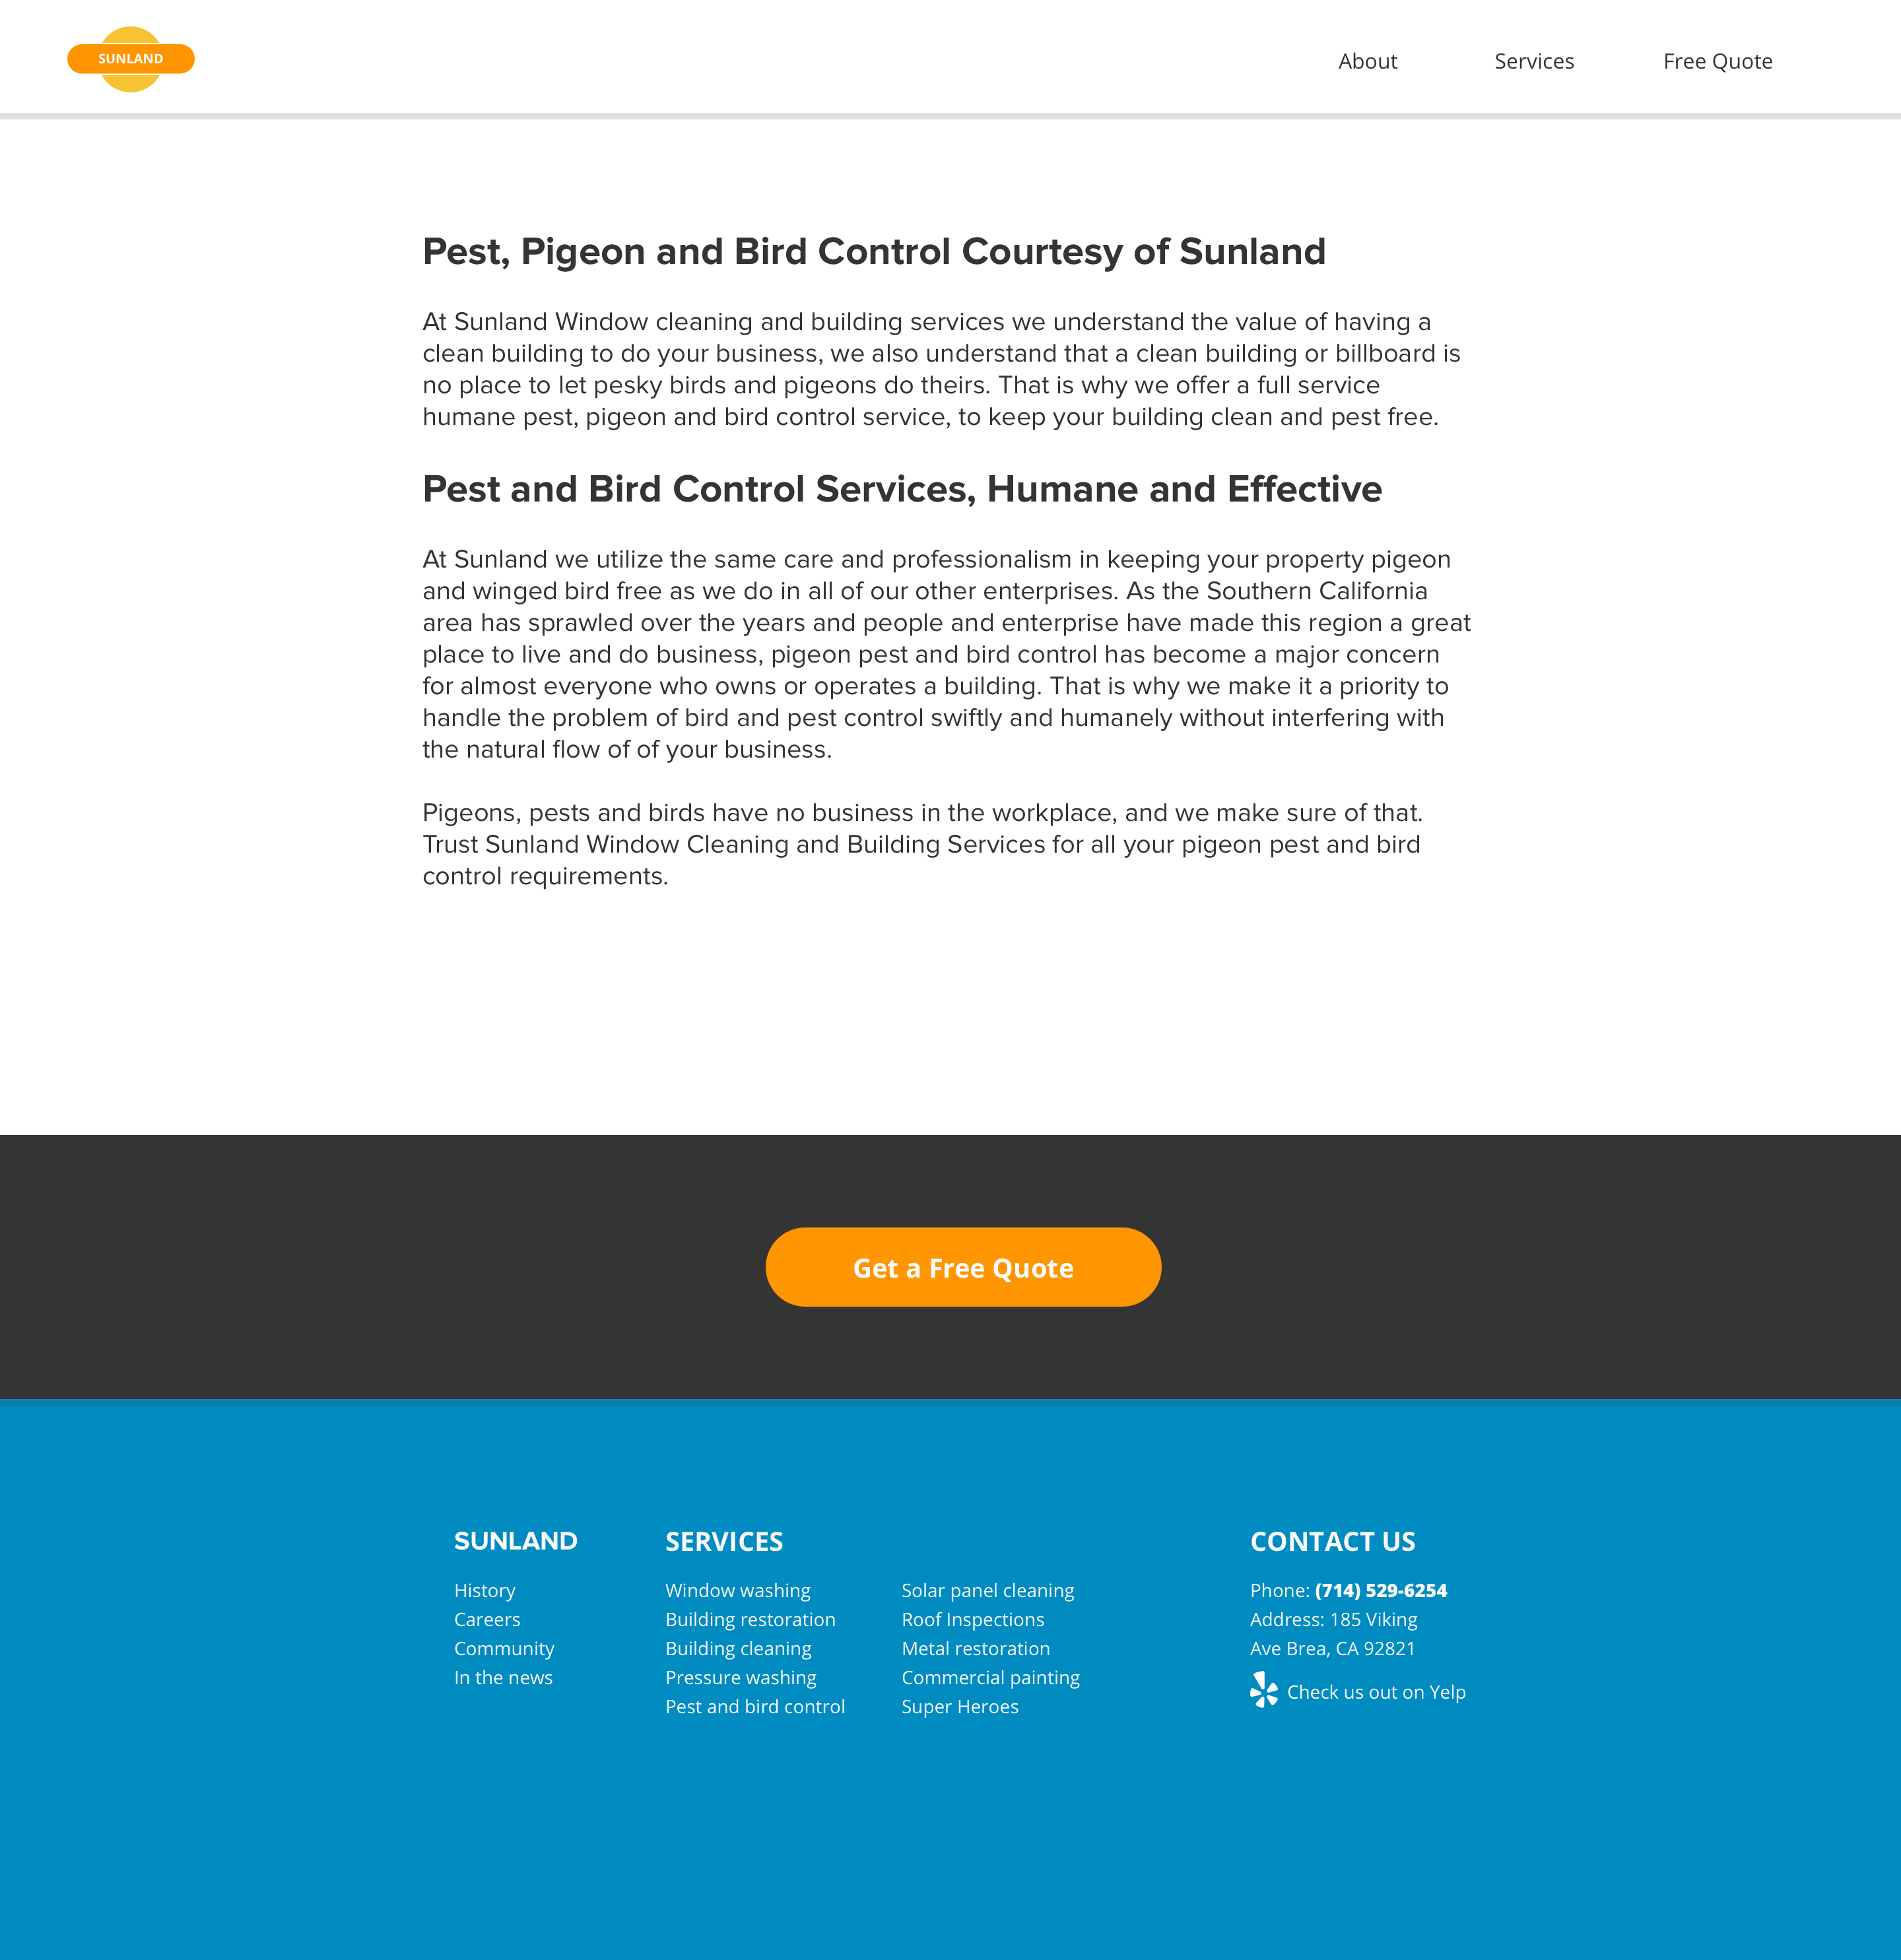 SUNLAND
About
Services
Free Quote
Pest, Pigeon and Bird Control Courtesy of Sunland
At Sunland Window cleaning and building services we understand the value of having a
clean building to do your business, we also understand that a clean building or billboard is
no place to let pesky birds and pigeons do theirs. That is why we offer a full service
humane pest, pigeon and bird control service, to keep your building clean and pest free.
Pest and Bird Control Services, Humane and Effective
At Sunland we utilize the same care and professionalism in keeping your property pigeon
and winged bird free as we do in all of our other enterprises. As the Southern California
area has sprawled over the years and people and enterprise have made this region a great
place to live and do business, pigeon pest and bird control has become a major concern
for almost everyone who owns or operates a building. That is why we make it a priority to
handle the problem of bird and pest control swiftly and humanely without interfering with
the natural flow of of your business.
Pigeons, pests and birds have no business in the workplace, and we make sure of that.
Trust Sunland Window Cleaning and Building Services for all your pigeon pest and bird
control requirements.
Get a Free Quote
SUNLAND
History
Careers
Community
In the news
SERVICES
Window washing
Building restoration
Building cleaning
Pressure washing
Pest and bird control
Solar panel cleaning
Roof Inspections
Metal restoration
Commercial painting
Super Heroes
CONTACT US
Phone: (714) 529-6254
Address: 185 Viking
Ave Brea, CA 92821
Check us out on Yelp